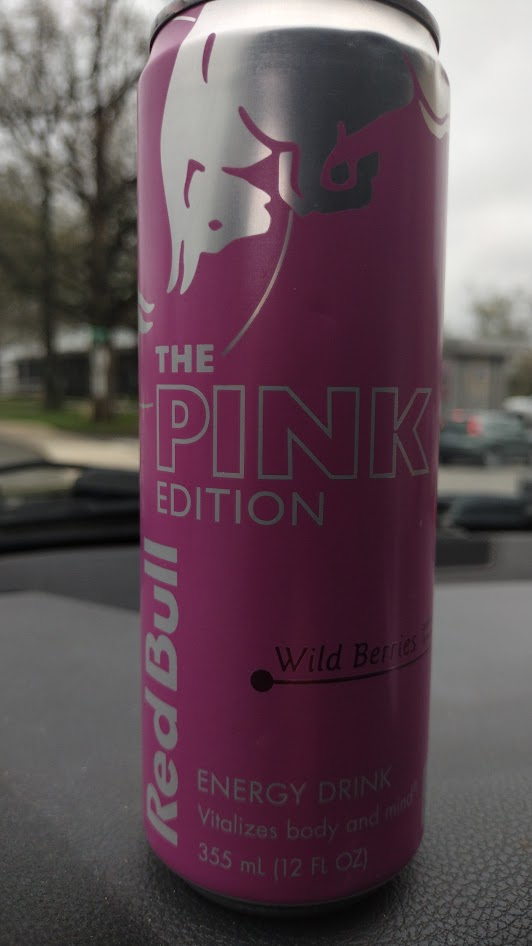 THE
PINK
EDITION
Red Bull
Wild Berries
ENERGY DRINK
Vitalizes body and mind®
355 mL (12 FL OZ)